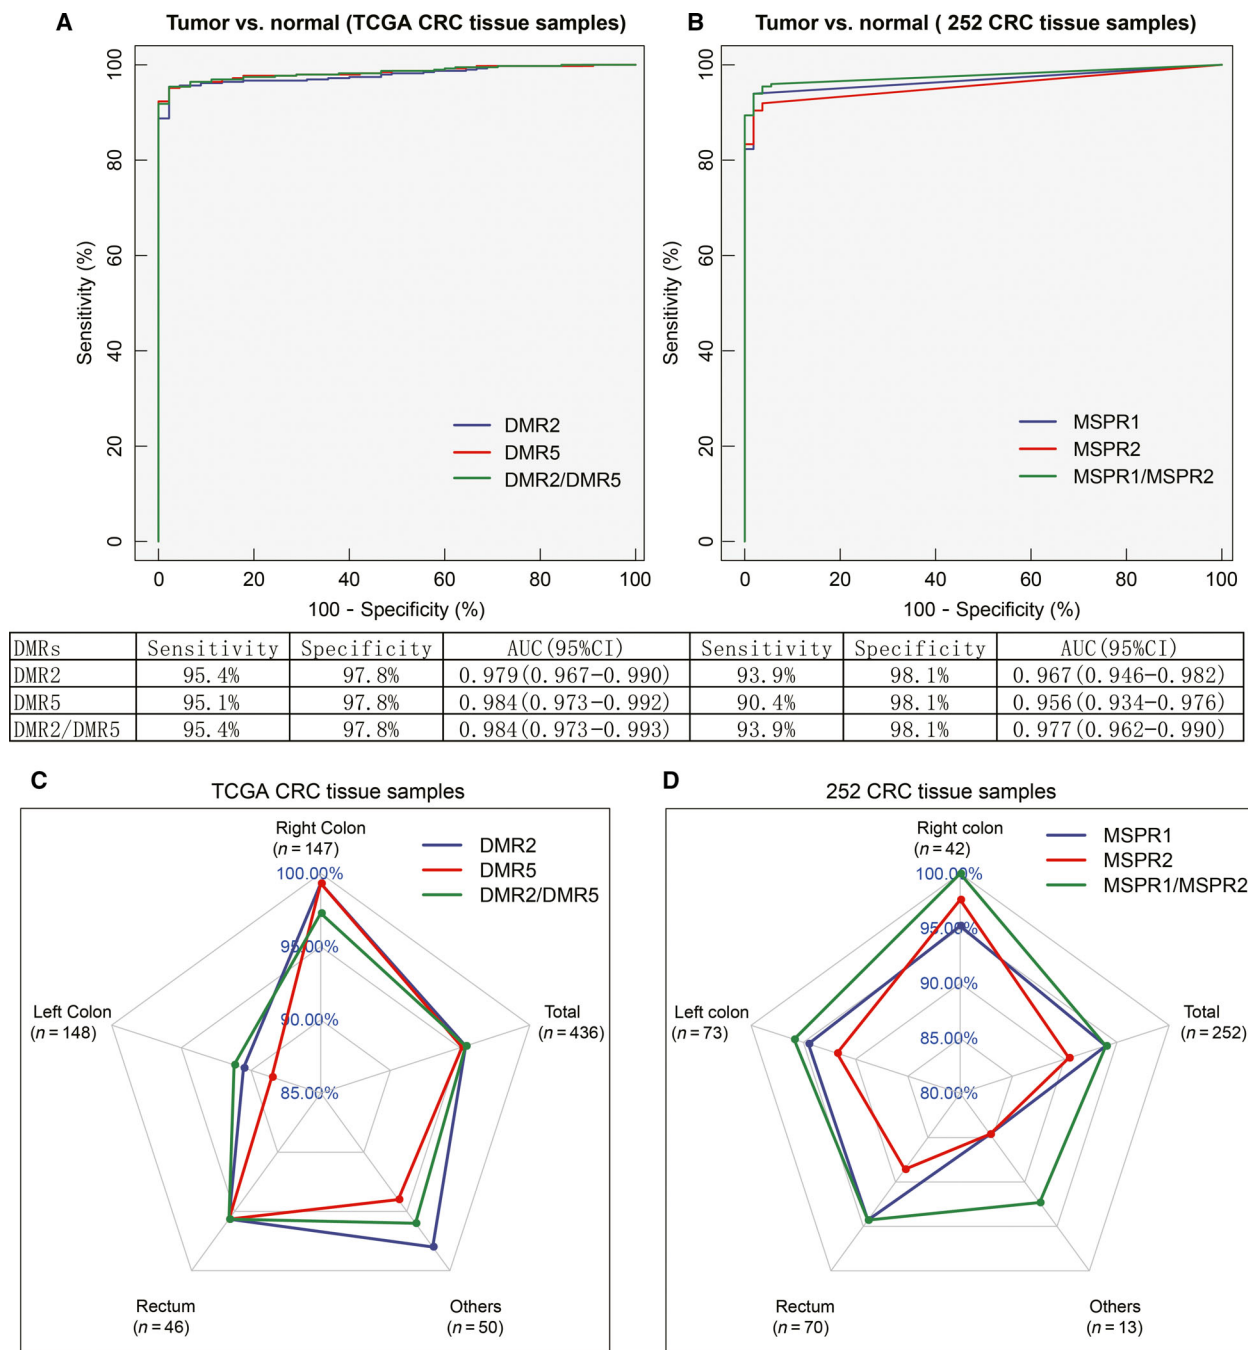 A Tumor vs. normal (TCGA CRC tissue samples)
100
80
60
40
20
0
Sensitivity (%)
DMR2
DMR5
DMR2/DMR5
0 20 40 60 80 100
100 - Specificity (%)
B Tumor vs. normal ( 252 CRC tissue samples)
100
80
60
40
20
0
Sensitivity (%)
MSPR1
MSPR2
MSPR1/MSPR2
0 20 40 60 80 100
100 - Specificity (%)
DMRs Sensitivity Specificity AUC(95%CI) Sensitivity Specificity AUC(95%CI)
DMR2 95.4% 97.8% 0.979(0.967-0.990) 93.9% 98.1% 0.967(0.946-0.982)
DMR5 95.1% 97.8% 0.984(0.973-0.992) 90.4% 98.1% 0.956(0.934-0.976)
DMR2/DMR5 95.4% 97.8% 0.984(0.973-0.993) 93.9% 98.1% 0.977(0.962-0.990)
C TCGA CRC tissue samples
Right Colon
(n = 147)
DMR2
DMR5
DMR2/DMR5
100.00%
95.00%
90.00%
85.00%
Left Colon
(n = 148)
Total
(n = 436)
Rectum
(n = 46)
Others
(n = 50)
D 252 CRC tissue samples
Right colon
(n = 42)
MSPR1
MSPR2
MSPR1/MSPR2
100.00%
95.00%
90.00%
85.00%
80.00%
Left colon
(n = 73)
Total
(n = 252)
Rectum
(n = 70)
Others
(n = 13)